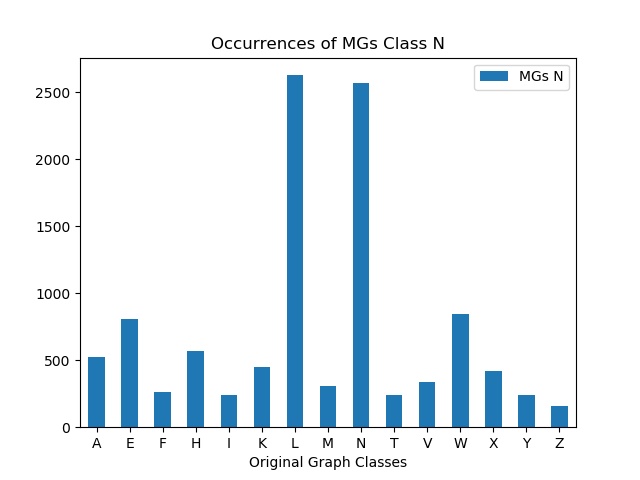 Occurrences of MGs Class N
MGs N
2500
2000
1500
1000
500
0
A E F H I K L M N T V W X Y Z
Original Graph Classes